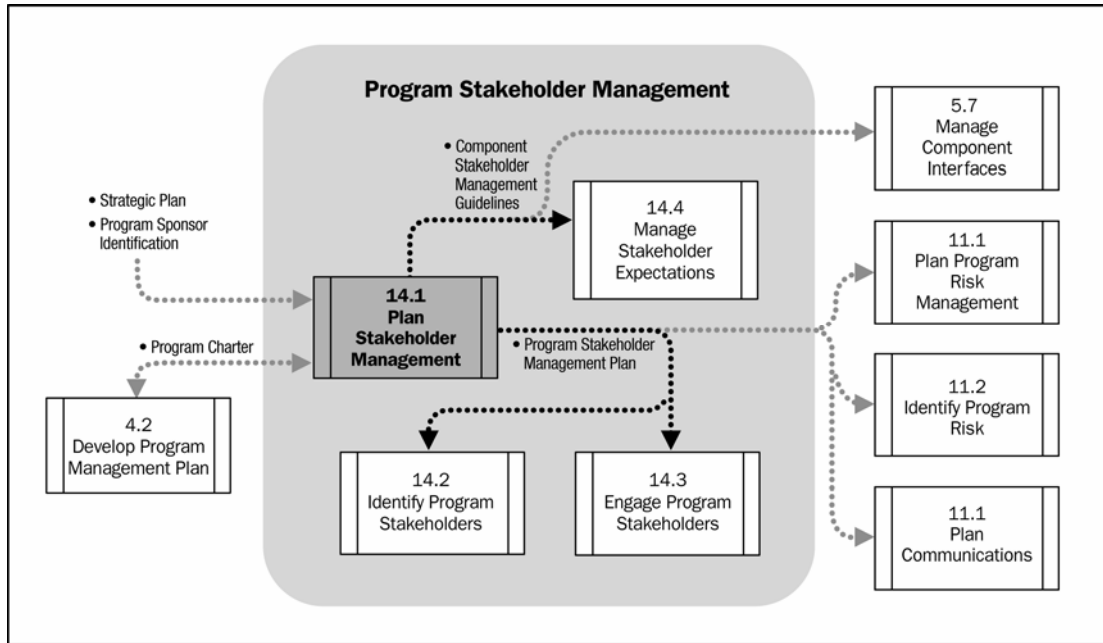 Program Stakeholder Management
• Strategic Plan
• Program Sponsor
Identification
• Program Charter
4.2
Develop Program
Management Plan
• Component
Stakeholder
Management
Guidelines
14.1
Plan
Stakeholder
Management
14.4
Manage
Stakeholder
Expectations
• Program Stakeholder
Management Plan
14.2
Identify Program
Stakeholders
14.3
Engage Program
Stakeholders
5.7
Manage
Component
Interfaces
11.1
Plan Program
Risk
Management
11.2
Identify Program
Risk
11.1
Plan
Communications